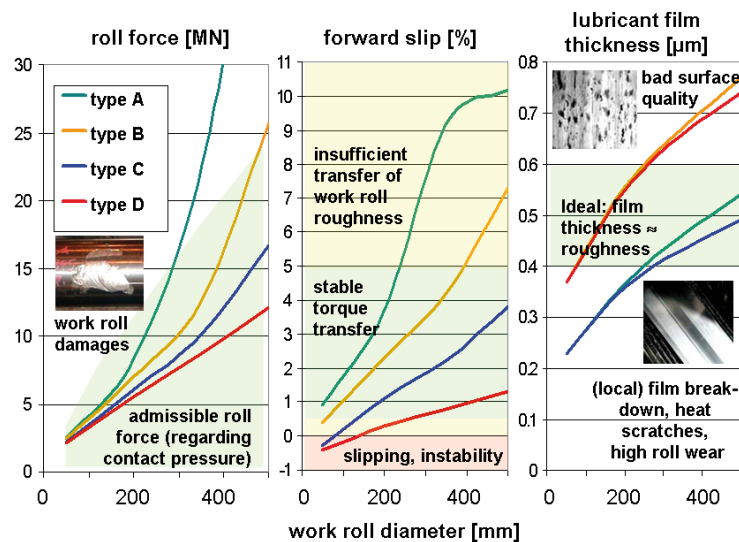 roll force [MN]
30
25
20
15
10
5
0
0
200
400
type A
type B
type C
type D
work roll
damages
admissible roll
force (regarding
contact pressure)
forward slip [%]
11
10
9
8
7
6
5
4
3
2
1
0
-1
0
200
400
insufficient
transfer of
work roll
roughness
stable
torque
transfer
slipping, instability
work roll diameter [mm]
lubricant film
thickness [µm]
0.8
0.7
0.6
0.5
0.4
0.3
0.2
0.1
0
0
200
400
bad surface
quality
Ideal: film
thickness ≈
roughness
(local) film break-
down, heat
scratches,
high roll wear